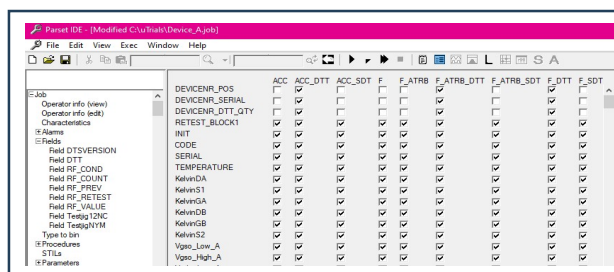 Parset IDE - [Modified C:\uTrials\Device_A.job]
File Edit View Exec Window Help
L S A
ACC ACC_DTT ACC_SDT F F_ATRB F_ATRB_DTT F_ATRB_SDT F_DTT F_SDT
Job
Operator info (view)
Operator info (edit)
Characteristics
Alarms
Fields
Field DTSVERSION
Field DTT
Field RF_COND
Field RF_COUNT
Field RF_PREV
Field RF_RETEST
Field RF_VALUE
Field Testjig12NC
Field TestjigNYM
Type to bin
Procedures
STILs
Parameters
DEVICENR_POS
DEVICENR_SERIAL
DEVICENR_DTT_QTY
RETEST_BLOCK1
INIT
CODE
SERIAL
TEMPERATURE
KelvinDA
KelvinS1
KelvinGA
KelvinDB
KelvinGB
KelvinS2
Vgso_Low_A
Vgso_High_A